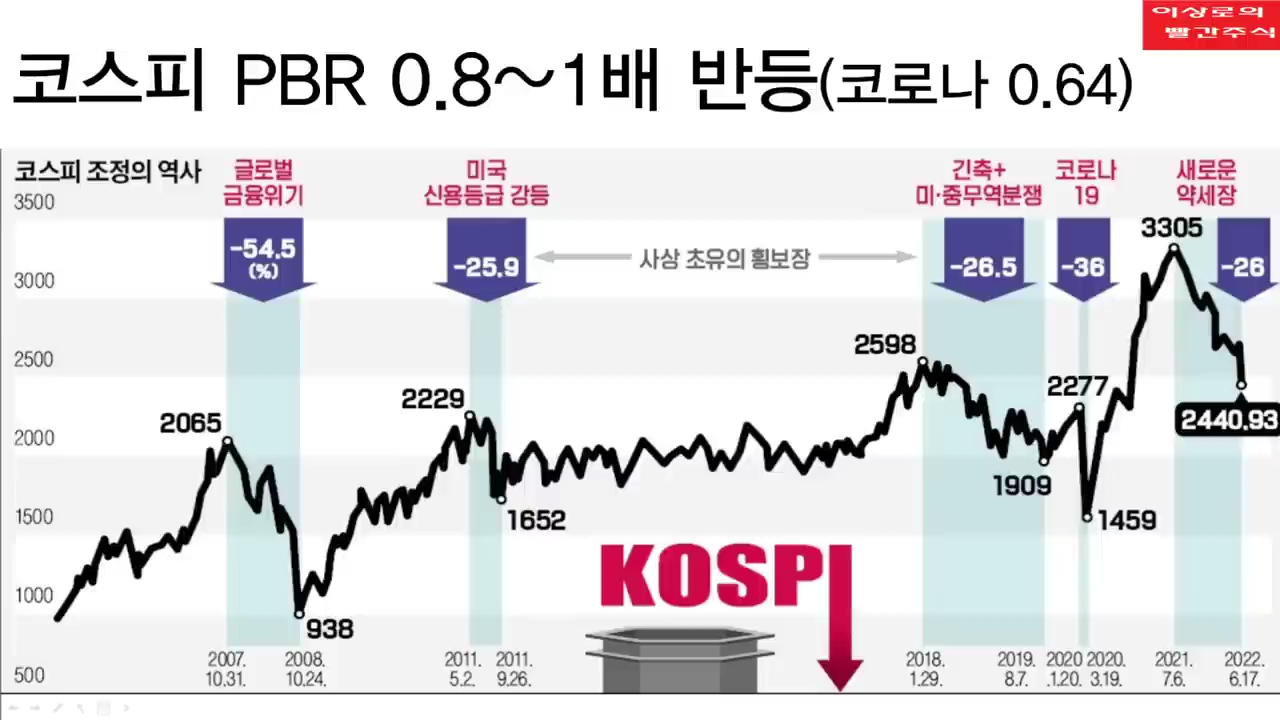 이상로의
빨간주식
코스피 PBR 0.8~1배 반등(코로나 0.64)
코스피 조정의 역사
글로벌
금융위기
미국
신용등급 강등
긴축+
미·중무역분쟁
코로나
19
새로운
약세장
-54.5
(%)
-25.9
사상 초유의 횡보장
-26.5
-36
-26
3500
3000
2500
2000
1500
1000
500
2065
938
2229
1652
2598
1909
2277
1459
3305
2440.93
KOSPI
2007.
10.31.
2008.
10.24.
2011.
5.2.
2011.
9.26.
2018.
1.29.
2019.
8.7.
2020
.1.20.
2020.
3.19.
2021.
7.6.
2022.
6.17.